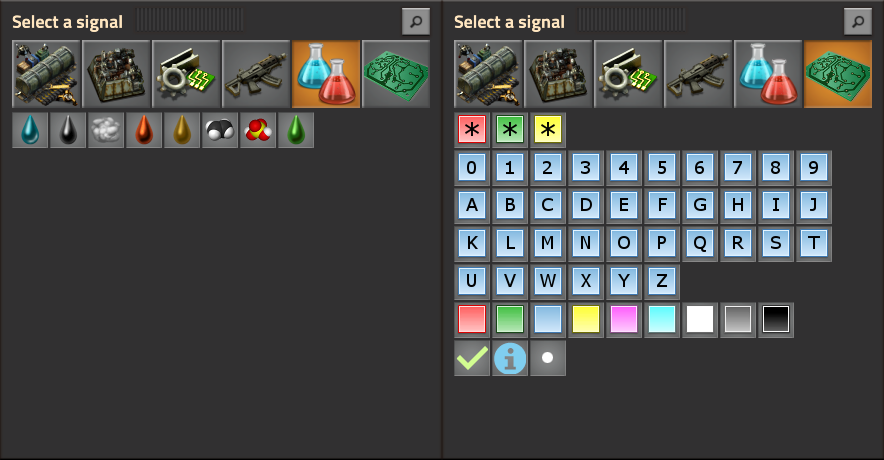 Select a signal
Select a signal
* * *
0 1 2 3 4 5 6 7 8 9
A B C D E F G H I J
K L M N O P Q R S T
U V W X Y Z
i